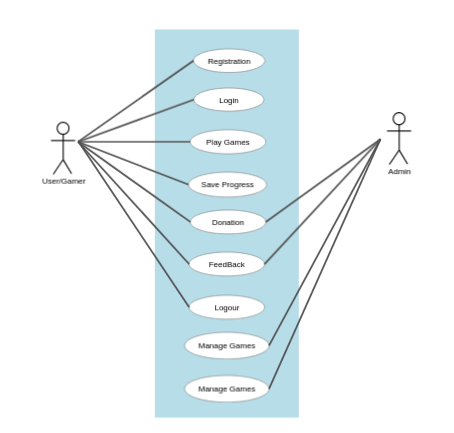 Registration
Login
Play Games
Save Progress
Donation
FeedBack
Logour
Manage Games
Manage Games
User/Gamer
Admin